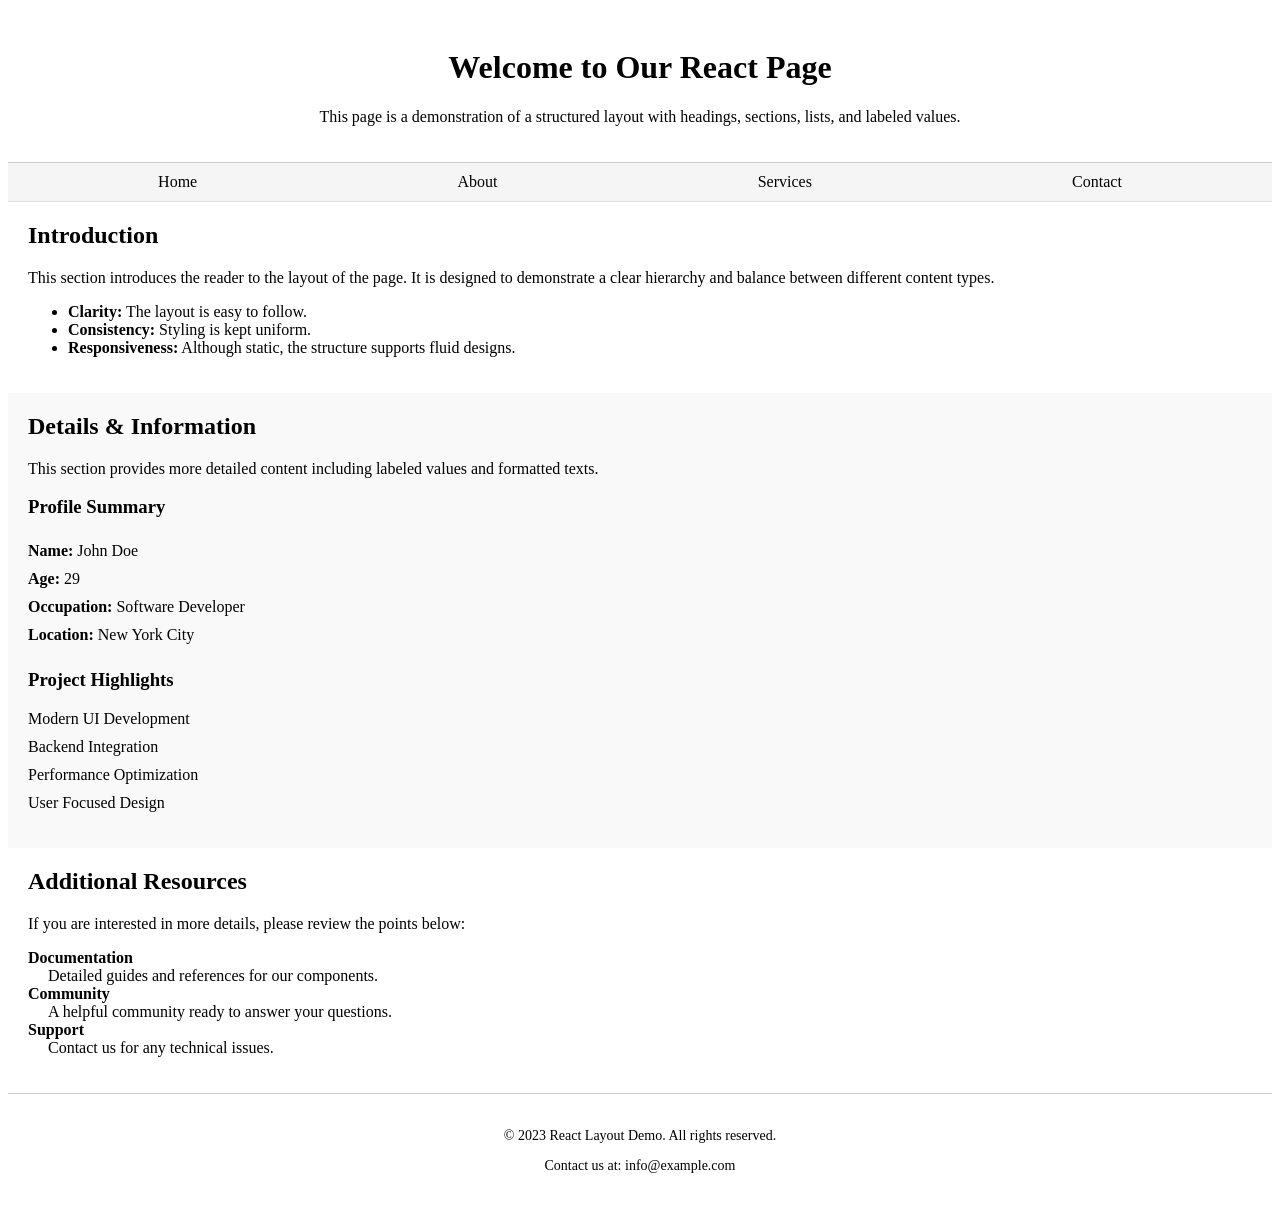 Welcome to Our React Page
This page is a demonstration of a structured layout with headings, sections, lists, and labeled values.
Home About Services Contact
Introduction
This section introduces the reader to the layout of the page. It is designed to demonstrate a clear hierarchy and balance between different content types.
• Clarity: The layout is easy to follow.
• Consistency: Styling is kept uniform.
• Responsiveness: Although static, the structure supports fluid designs.
Details & Information
This section provides more detailed content including labeled values and formatted texts.
Profile Summary
Name: John Doe
Age: 29
Occupation: Software Developer
Location: New York City
Project Highlights
Modern UI Development
Backend Integration
Performance Optimization
User Focused Design
Additional Resources
If you are interested in more details, please review the points below:
Documentation
Detailed guides and references for our components.
Community
A helpful community ready to answer your questions.
Support
Contact us for any technical issues.
© 2023 React Layout Demo. All rights reserved.
Contact us at: info@example.com